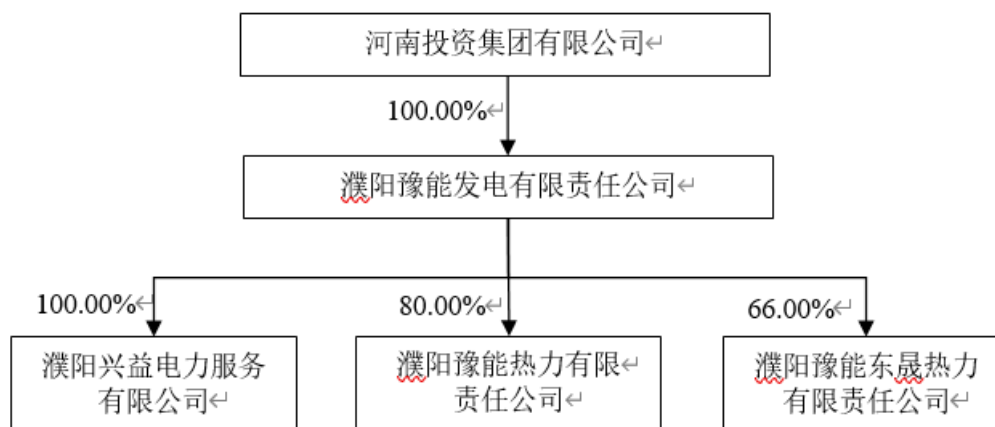 河南投资集团有限公司
100.00%
濮阳豫能发电有限责任公司
100.00%
80.00%
66.00%
濮阳兴益电力服务
有限公司
濮阳豫能热力有限
责任公司
濮阳豫能东晟热力
有限责任公司